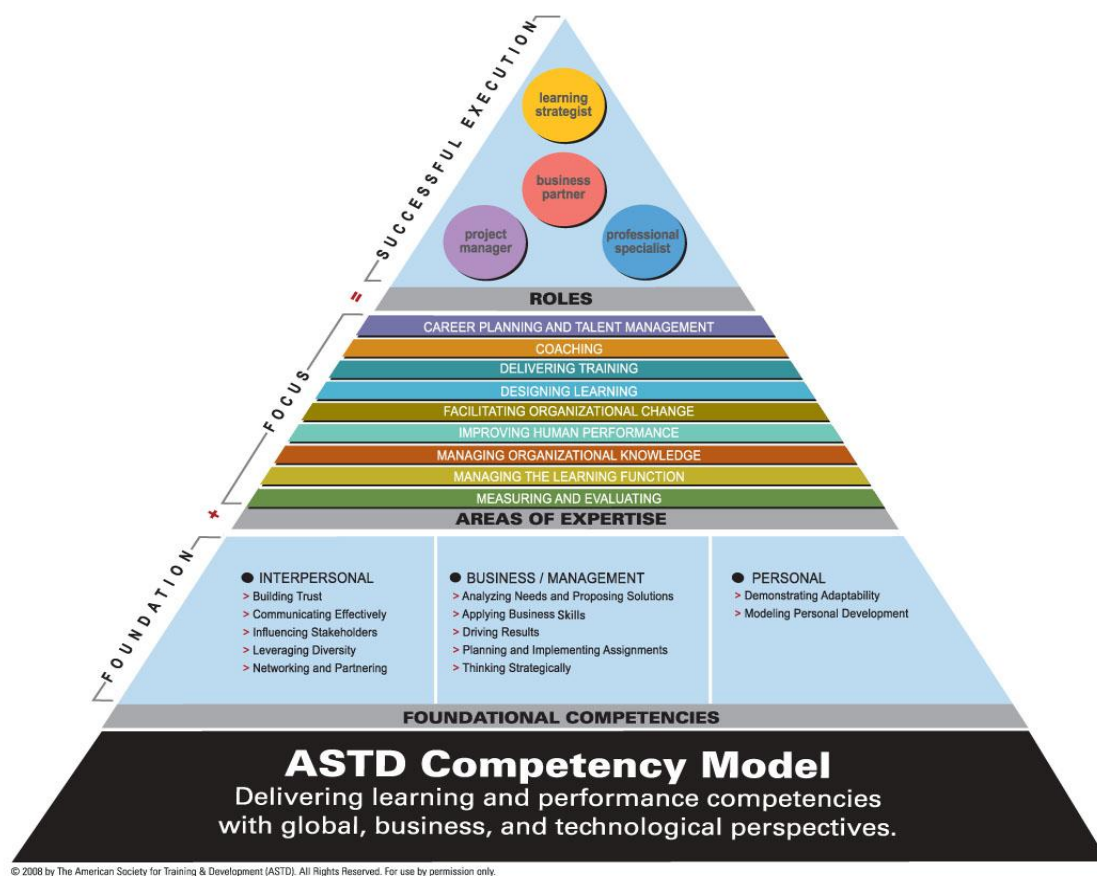 SUCCESSFUL EXECUTION
learning
strategist
business
partner
project
manager
professional
specialist
=
ROLES
FOCUS
CAREER PLANNING AND TALENT MANAGEMENT
COACHING
DELIVERING TRAINING
DESIGNING LEARNING
FACILITATING ORGANIZATIONAL CHANGE
IMPROVING HUMAN PERFORMANCE
MANAGING ORGANIZATIONAL KNOWLEDGE
MANAGING THE LEARNING FUNCTION
MEASURING AND EVALUATING
+
AREAS OF EXPERTISE
FOUNDATION
● INTERPERSONAL
> Building Trust
> Communicating Effectively
> Influencing Stakeholders
> Leveraging Diversity
> Networking and Partnering
● BUSINESS / MANAGEMENT
> Analyzing Needs and Proposing Solutions
> Applying Business Skills
> Driving Results
> Planning and Implementing Assignments
> Thinking Strategically
● PERSONAL
> Demonstrating Adaptability
> Modeling Personal Development
FOUNDATIONAL COMPETENCIES
ASTD Competency Model
Delivering learning and performance competencies
with global, business, and technological perspectives.
© 2008 by The American Society for Training & Development (ASTD). All Rights Reserved. For use by permission only.